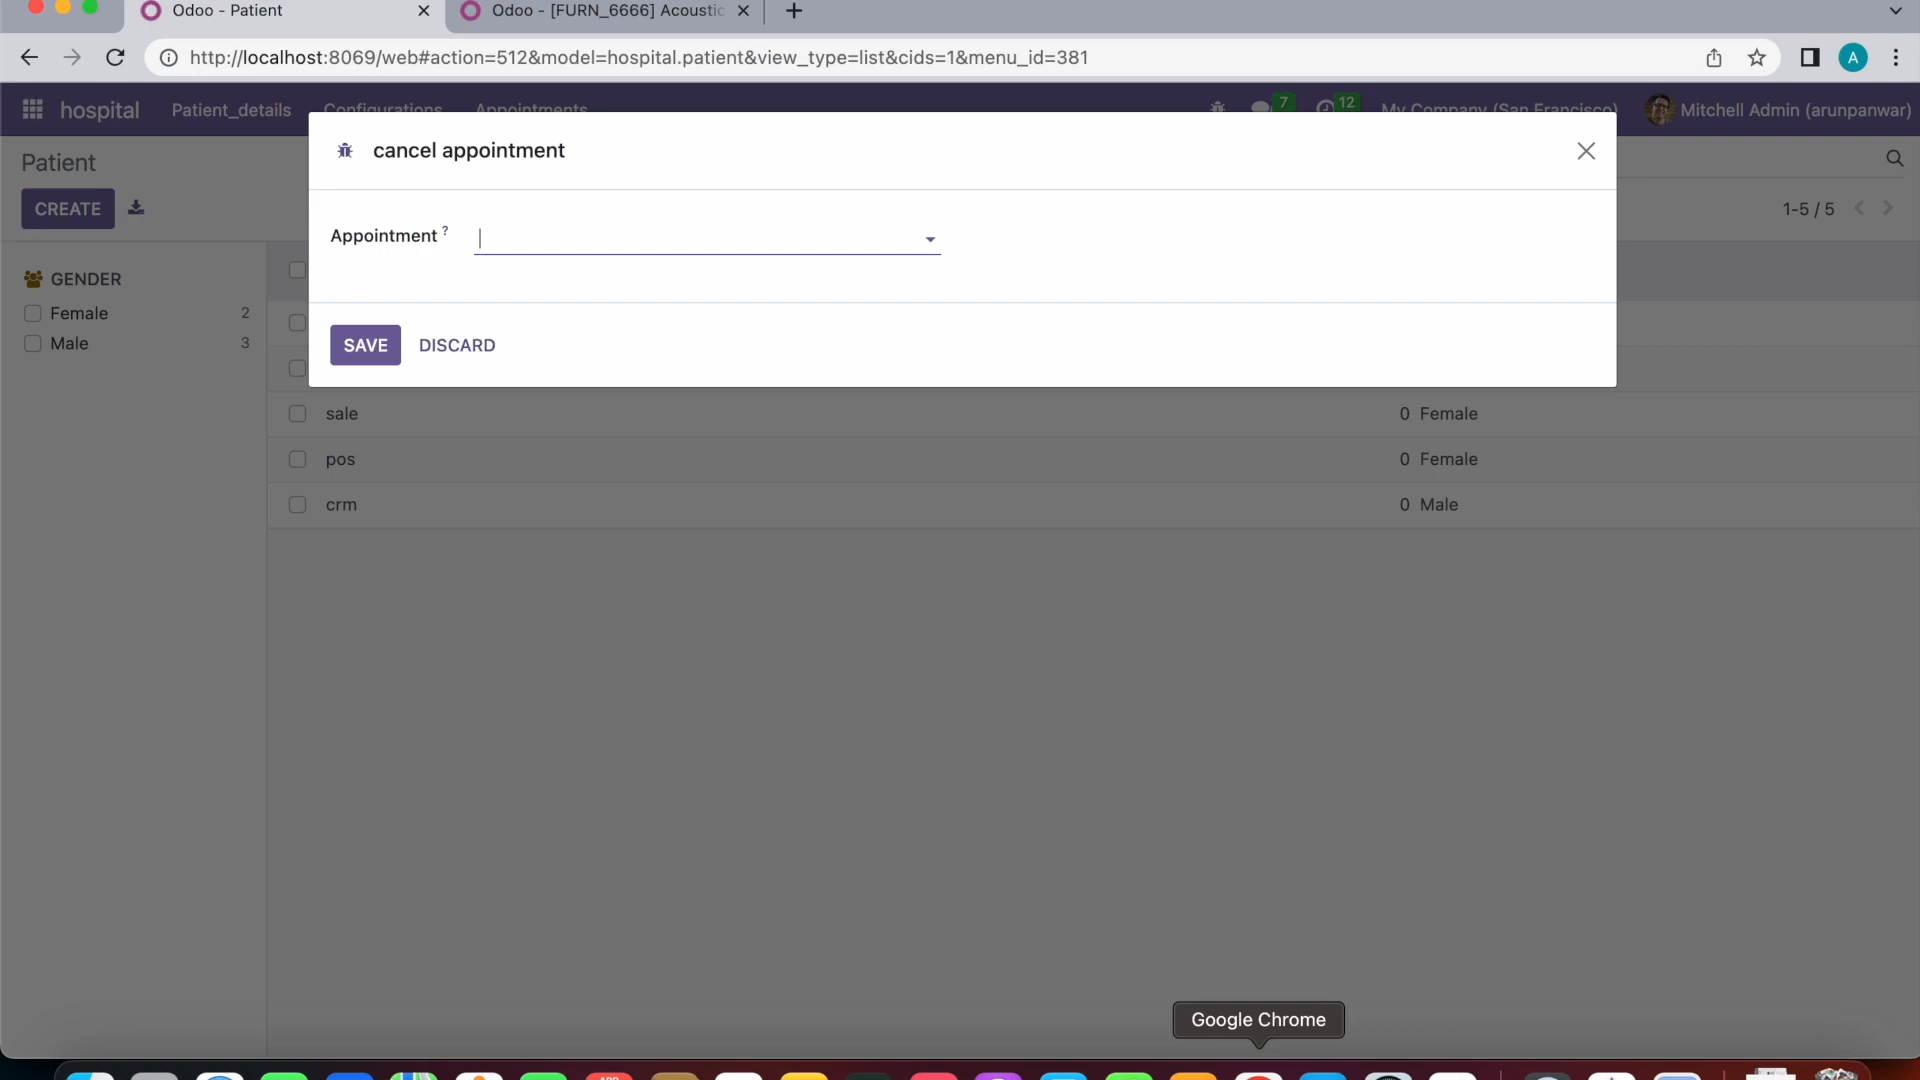 Odoo - Patient
Odoo - [FURN_6666] Acoustic
http://localhost:8069/web#action=512&model=hospital.patient&view_type=list&cids=1&menu_id=381
A
hospital Patient_details Configurations Appointments 7 12 My Company (San Francisco) Mitchell Admin (arunpanwar)
cancel appointment
Patient
CREATE
1-5 / 5
Appointment ?
GENDER
Female 2
Male 3
SAVE DISCARD
sale 0 Female
pos 0 Female
crm 0 Male
Google Chrome